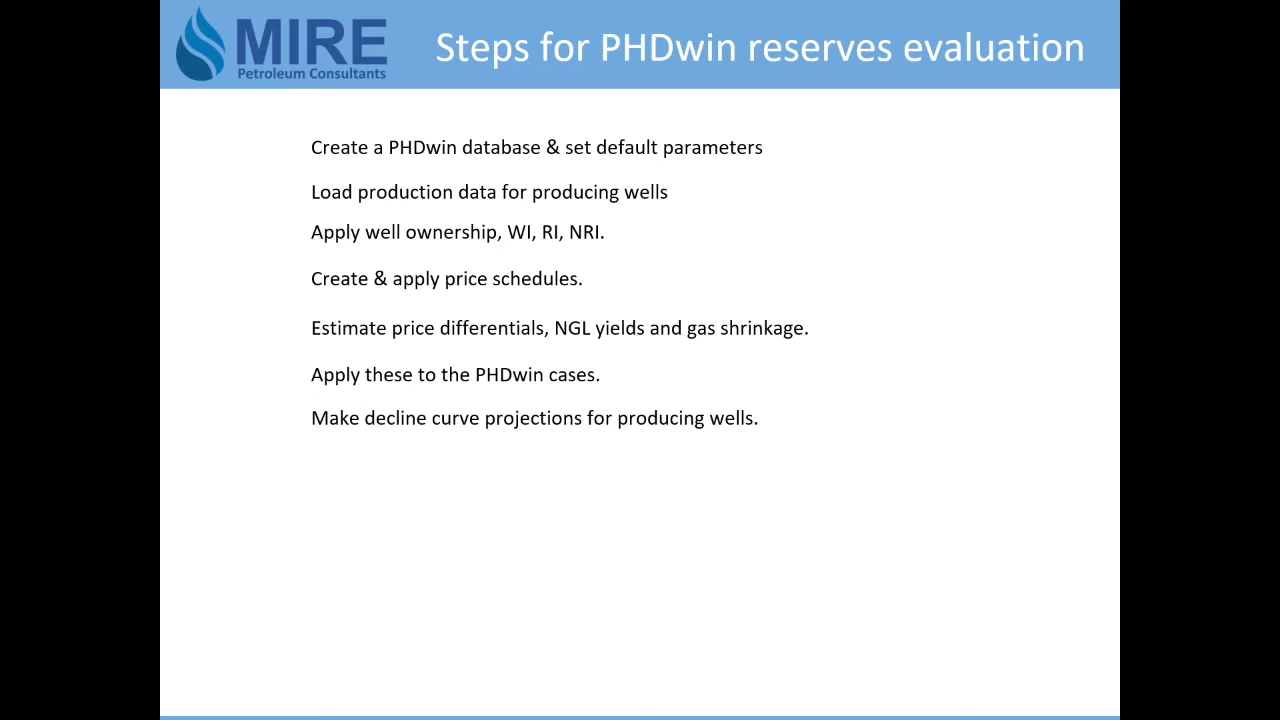 MIRE
Petroleum Consultants
Steps for PHDwin reserves evaluation
Create a PHDwin database & set default parameters
Load production data for producing wells
Apply well ownership, WI, RI, NRI.
Create & apply price schedules.
Estimate price differentials, NGL yields and gas shrinkage.
Apply these to the PHDwin cases.
Make decline curve projections for producing wells.